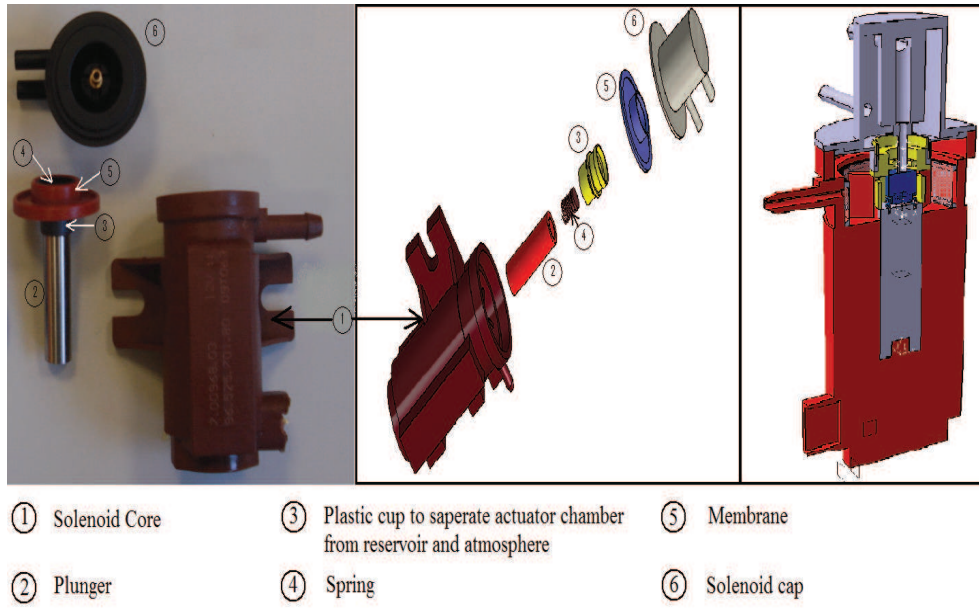 6
4
5
3
2
1
6
5
3
4
2
1 Solenoid Core
2 Plunger
3 Plastic cup to saperate actuator chamber
from reservoir and atmosphere
4 Spring
5 Membrane
6 Solenoid cap